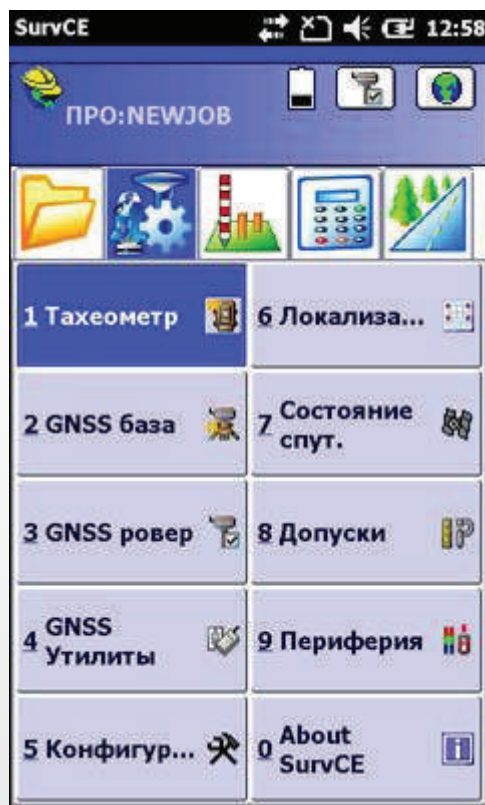 SurvCE 12:58
ПРО:NEWJOB
1 Тахеометр
6 Локализа...
2 GNSS база
7 Состояние
спут.
3 GNSS ровер
8 Допуски
4 GNSS
Утилиты
9 Периферия
5 Конфигур...
0 About
SurvCE